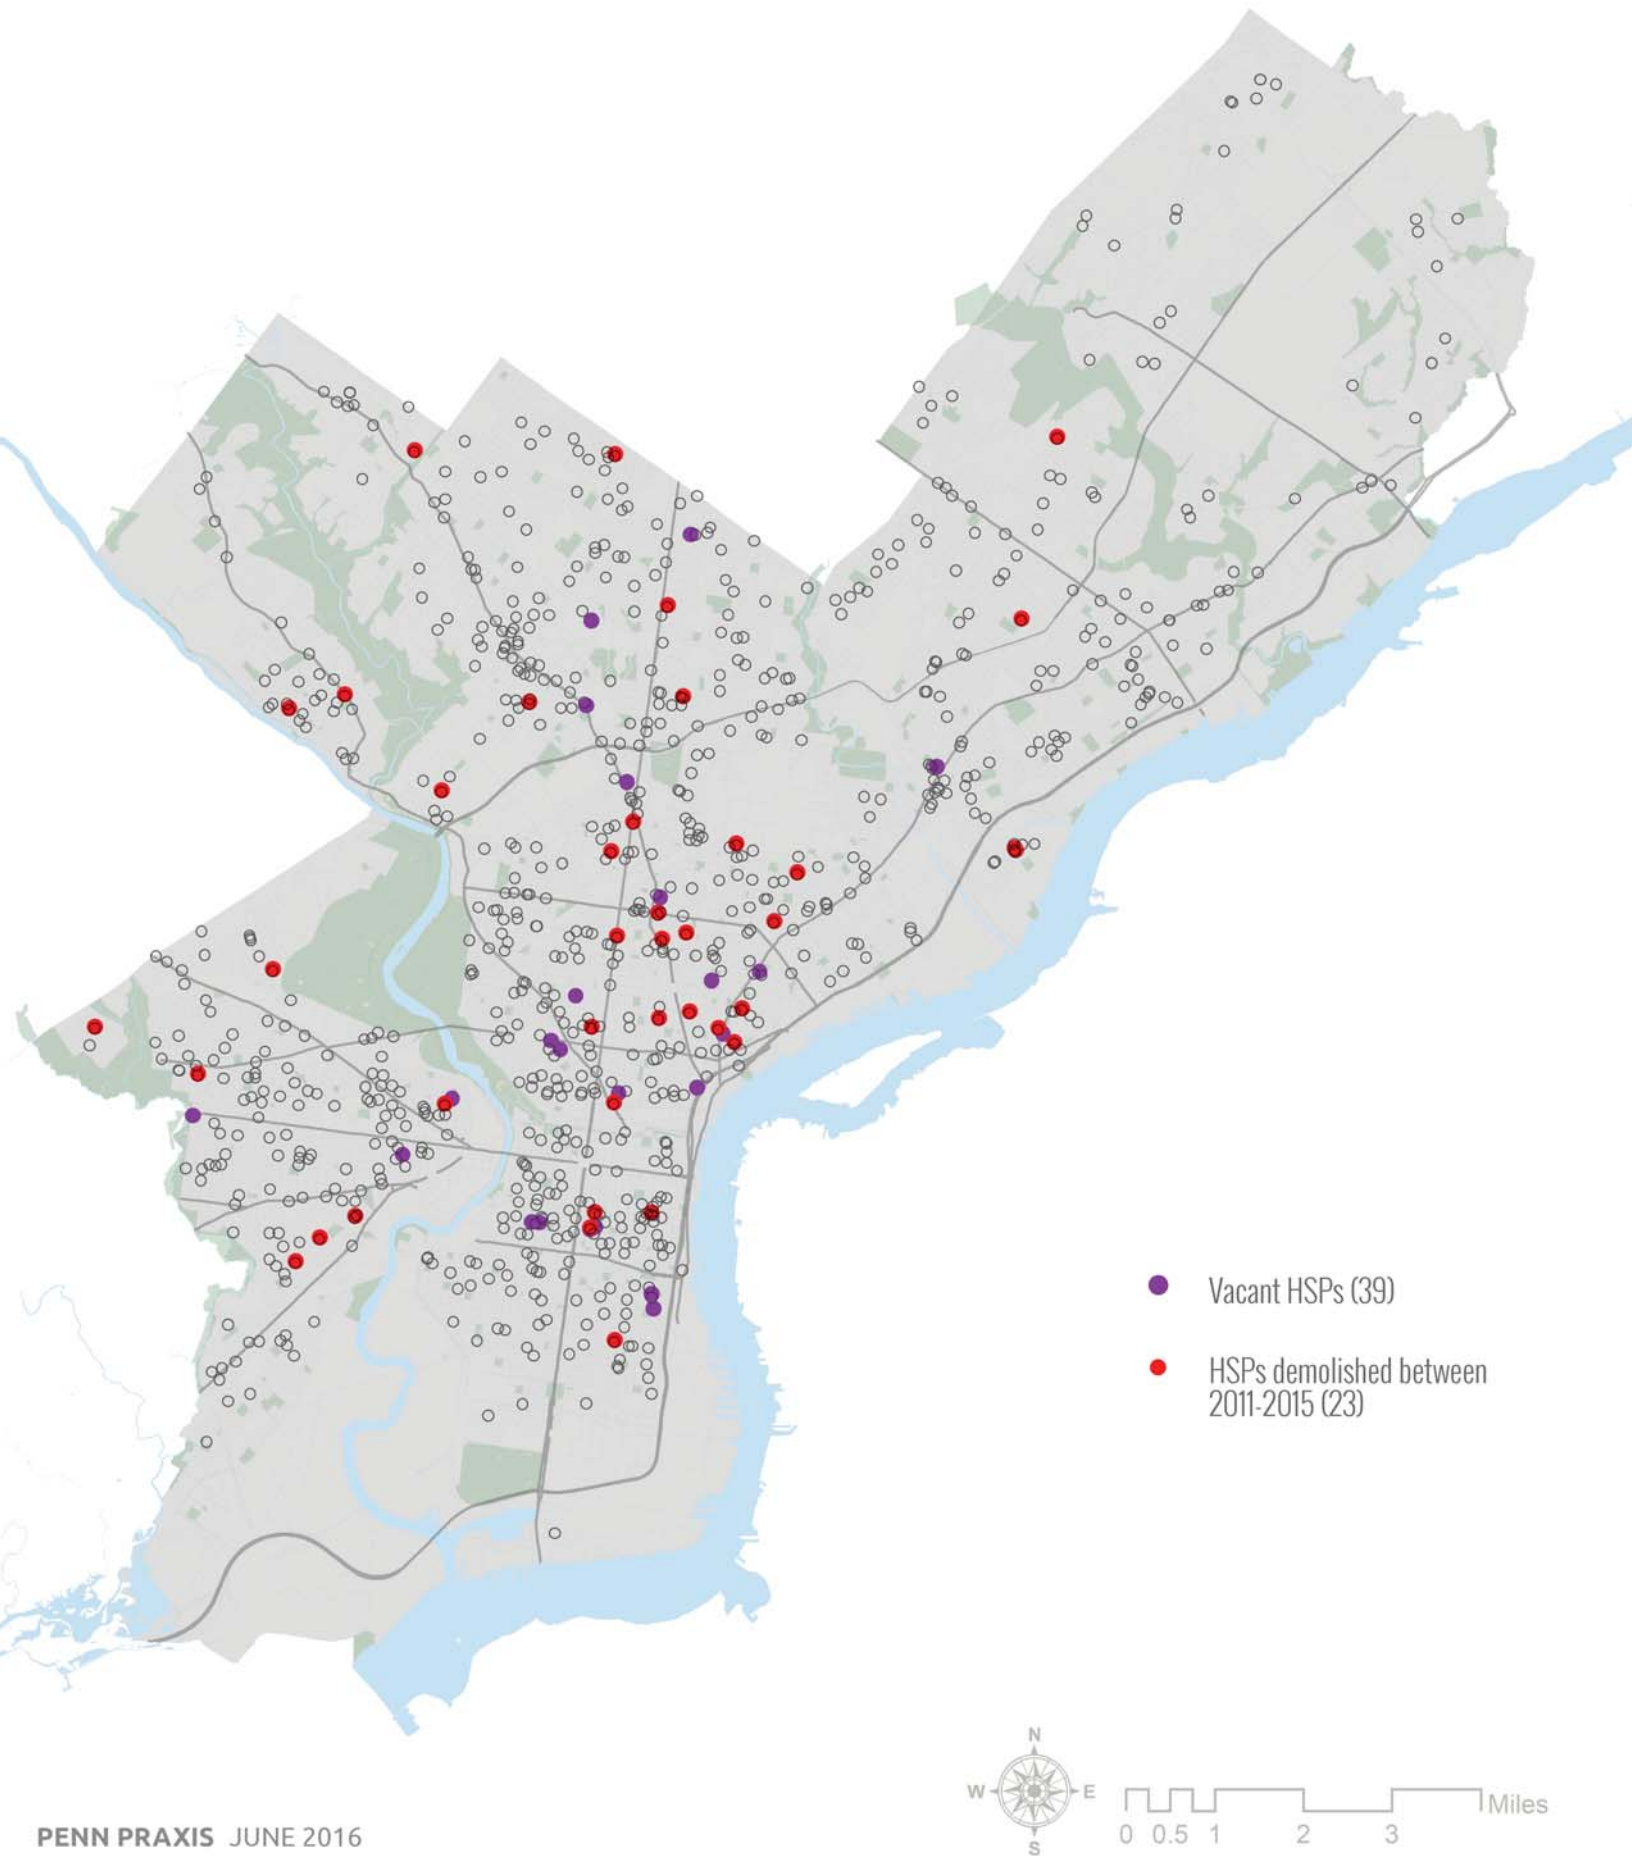 Vacant HSPs (39)
HSPs demolished between
2011-2015 (23)
N
W E
S
Miles
0 0.5 1 2 3
PENN PRAXIS JUNE 2016